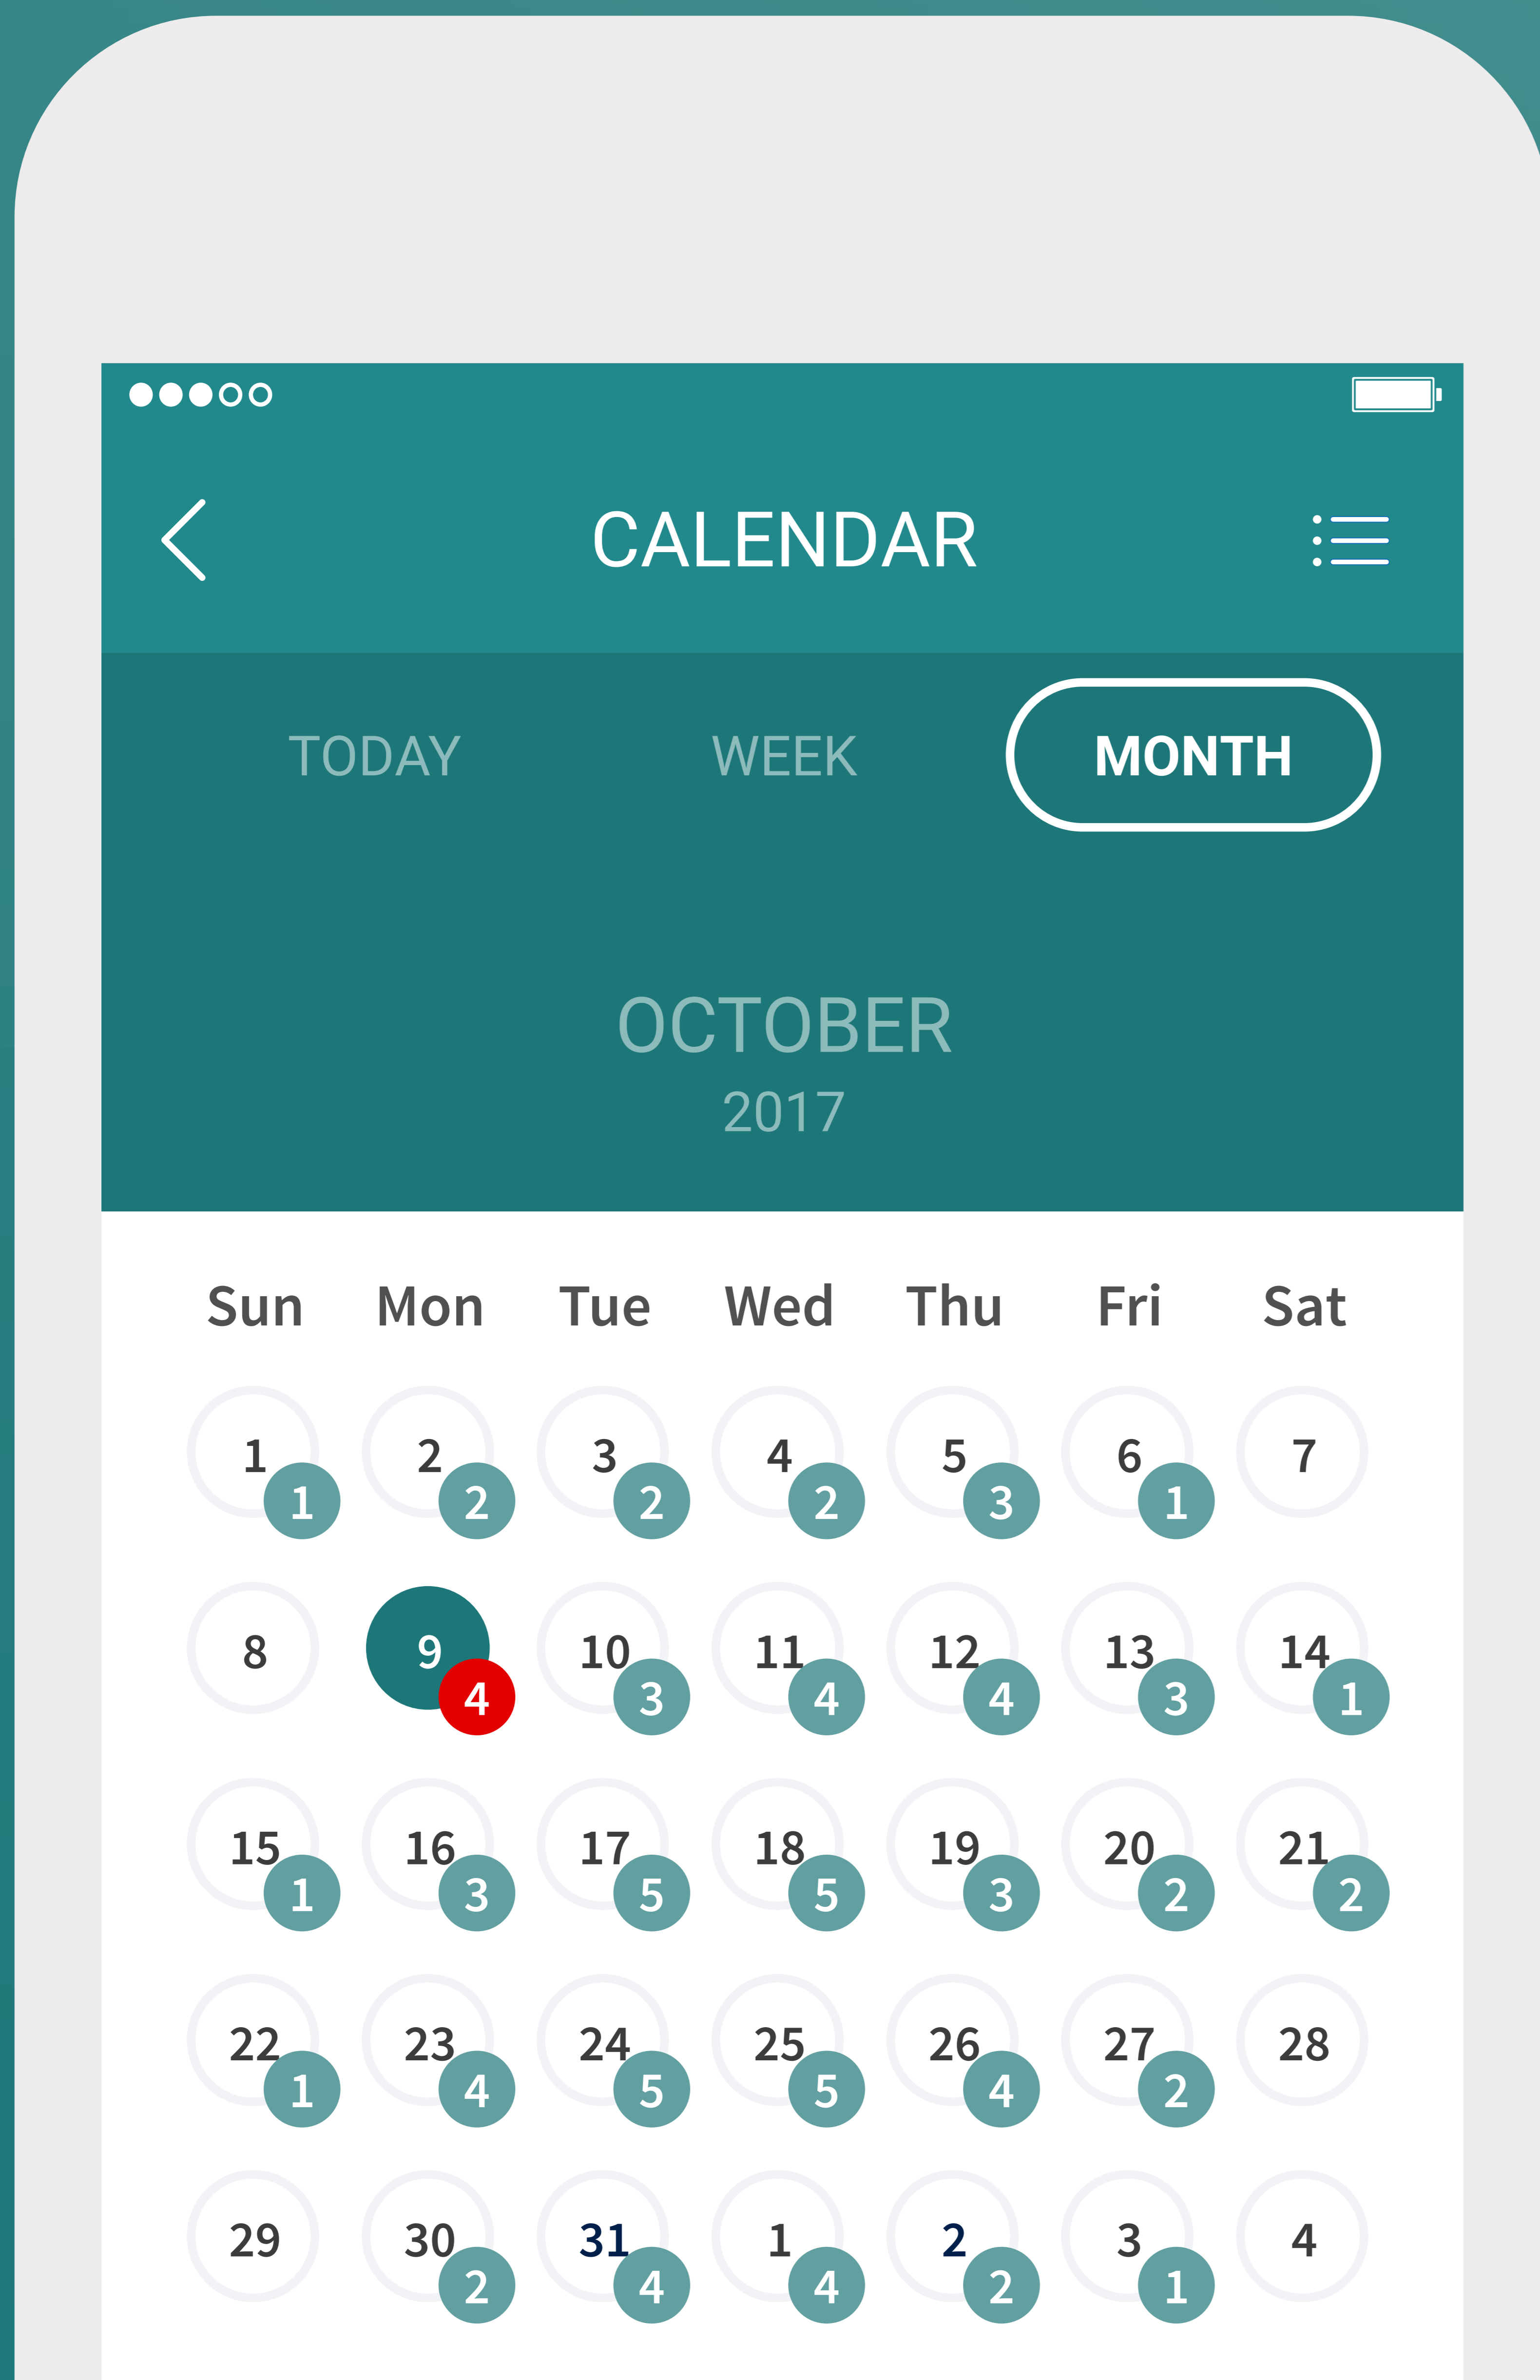 CALENDAR
TODAY WEEK MONTH
OCTOBER
2017
Sun Mon Tue Wed Thu Fri Sat
1 2 3 4 5 6 7
1 2 2 2 3 1
8 9 10 11 12 13 14
4 3 4 4 3 1
15 16 17 18 19 20 21
1 3 5 5 3 2 2
22 23 24 25 26 27 28
1 4 5 5 4 2
29 30 31 1 2 3 4
2 4 4 2 1